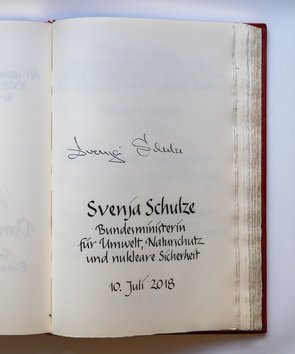 Svenja Schulze
Svenja Schulze
Bundesministerin
für Umwelt, Naturschutz
und nukleare Sicherheit
10. Juli 2018